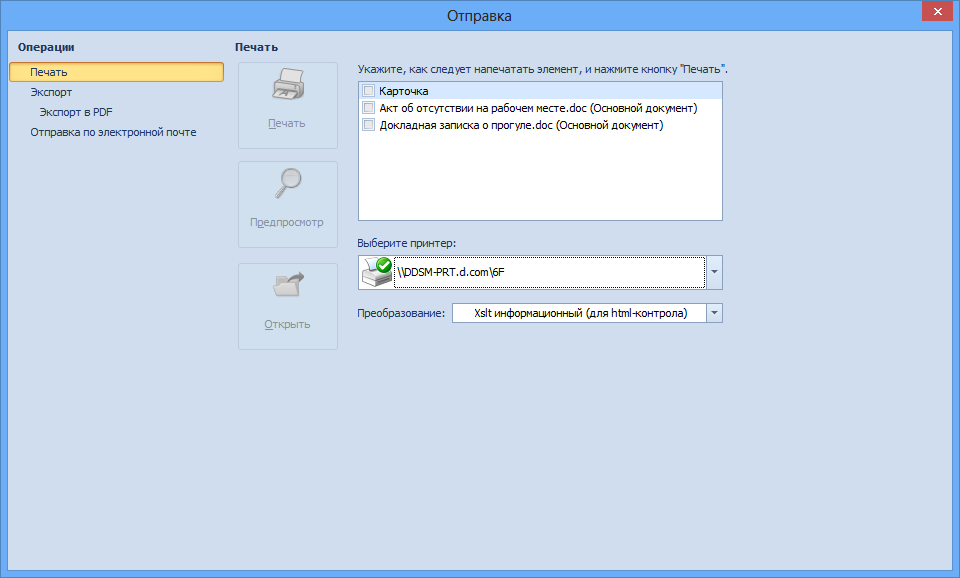 Отправка
Операции
Печать
Экспорт
Экспорт в PDF
Отправка по электронной почте
Печать
Печать
Предпросмотр
Открыть
Укажите, как следует напечатать элемент, и нажмите кнопку "Печать".
Карточка
Акт об отсутствии на рабочем месте.doc (Основной документ)
Докладная записка о прогуле.doc (Основной документ)
Выберите принтер:
\\DDSM-PRT.d.com\6F
Преобразование: Xslt информационный (для html-контрола)